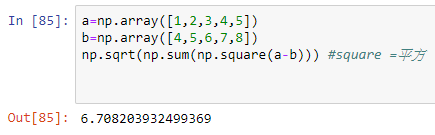 In [85]: a=np.array([1,2,3,4,5])
b=np.array([4,5,6,7,8])
np.sqrt(np.sum(np.square(a-b))) #square =平方
Out[85]: 6.708203932499369